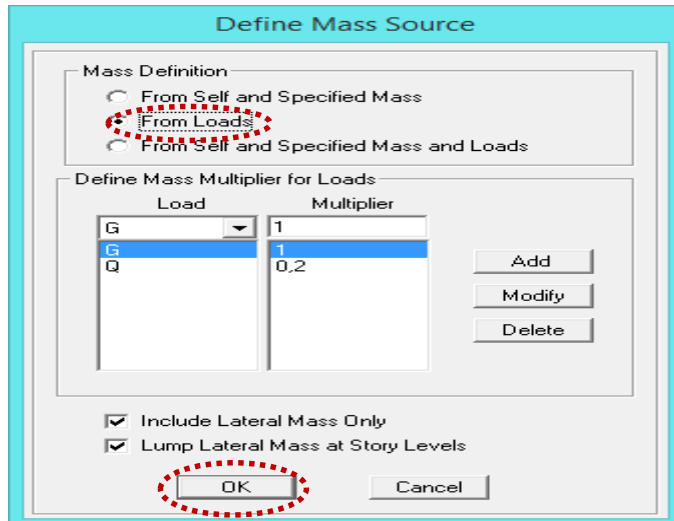 Define Mass Source
Mass Definition
From Self and Specified Mass
From Loads
From Self and Specified Mass and Loads
Define Mass Multiplier for Loads
Load Multiplier
G 1
G 1
Q 0,2
Add
Modify
Delete
Include Lateral Mass Only
Lump Lateral Mass at Story Levels
OK Cancel